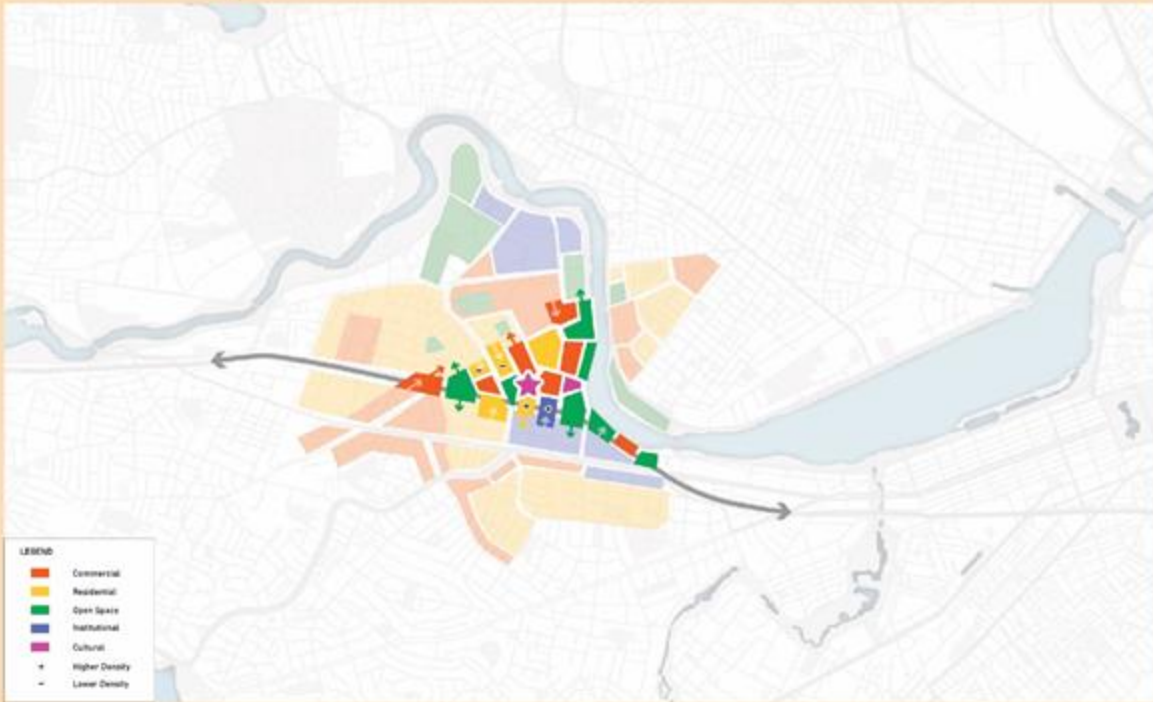 LEGEND
Commercial
Residential
Open Space
Institutional
Cultural
+ Higher Density
- Lower Density